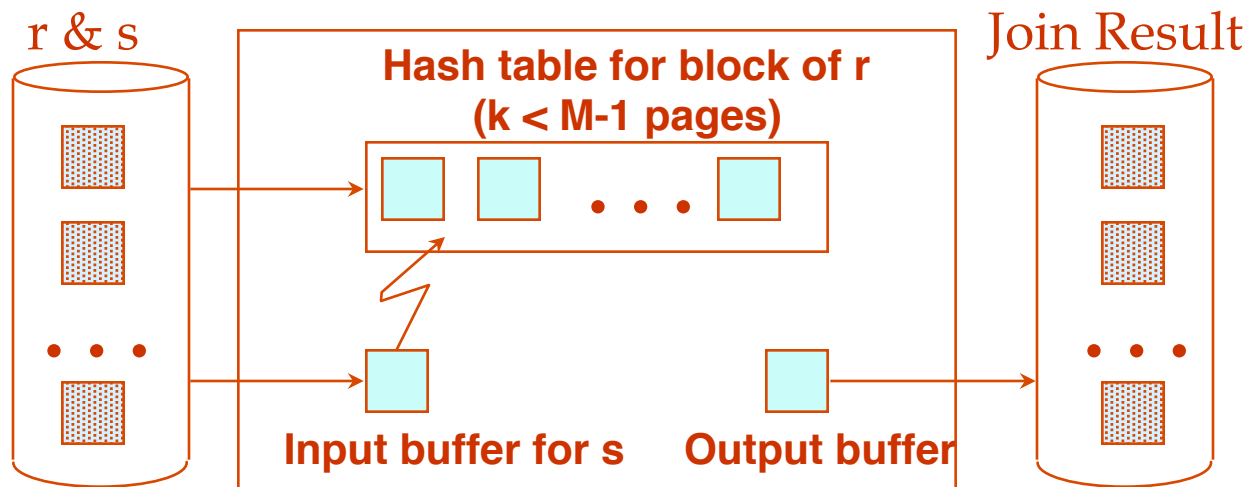 r & s
Join Result
Hash table for block of r
(k < M-1 pages)
Input buffer for s
Output buffer